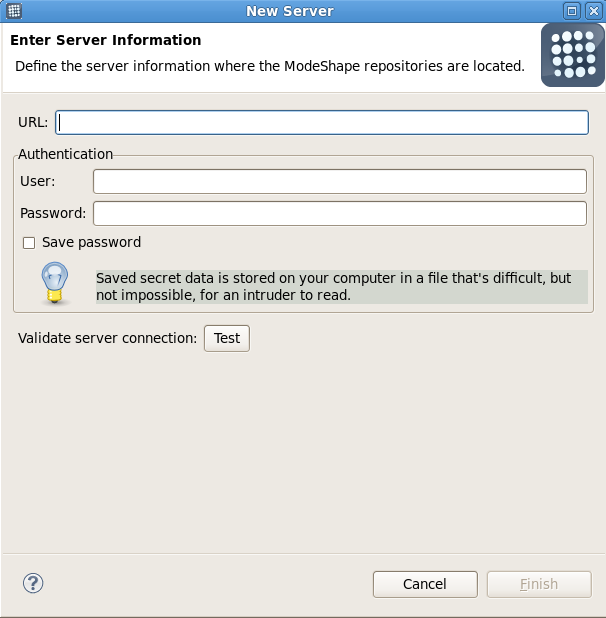 New Server
Enter Server Information
Define the server information where the ModeShape repositories are located.
URL:
Authentication
User:
Password:
Save password
Saved secret data is stored on your computer in a file that's difficult, but
not impossible, for an intruder to read.
Validate server connection: Test
? Cancel Finish